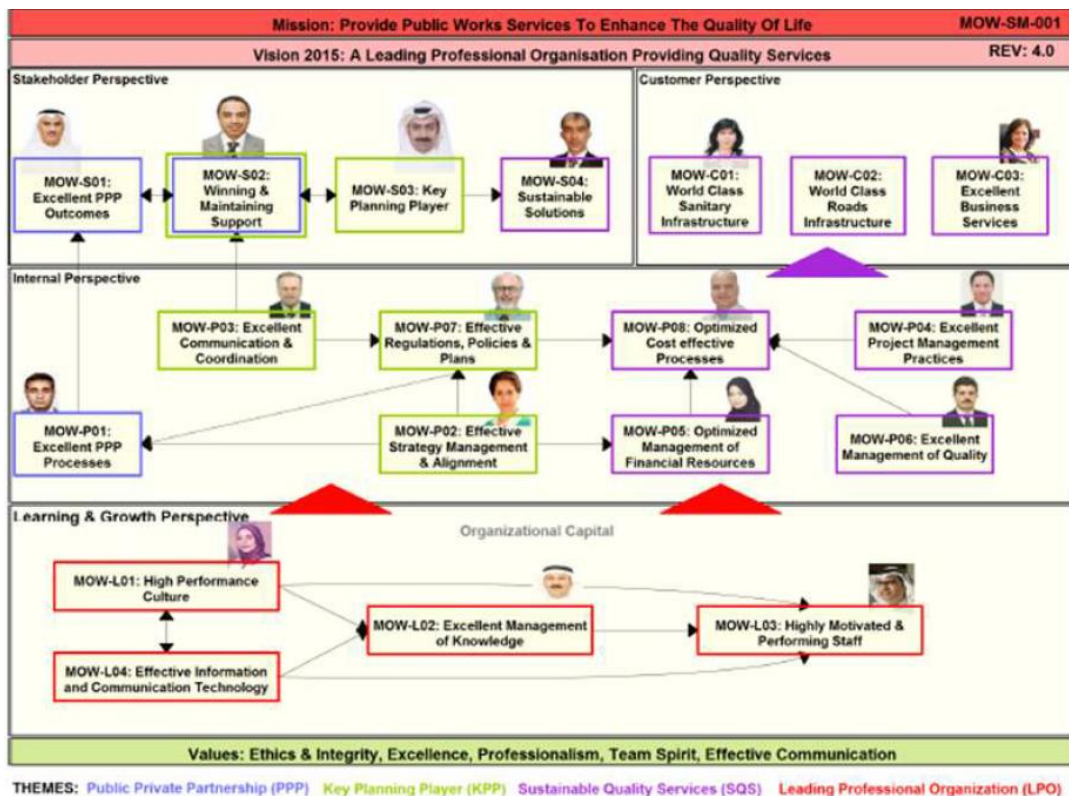 Mission: Provide Public Works Services To Enhance The Quality Of Life
MOW-SM-001
Vision 2015: A Leading Professional Organisation Providing Quality Services
REV: 4.0
Stakeholder Perspective
MOW-S01:
Excellent PPP
Outcomes
MOW-S02:
Winning &
Maintaining
Support
MOW-S03: Key
Planning Player
MOW-S04:
Sustainable
Solutions
Customer Perspective
MOW-C01:
World Class
Sanitary
Infrastructure
MOW-C02:
World Class
Roads
Infrastructure
MOW-C03:
Excellent
Business
Services
Internal Perspective
MOW-P03: Excellent
Communication &
Coordination
MOW-P07: Effective
Regulations, Policies &
Plans
MOW-P08: Optimized
Cost effective
Processes
MOW-P04: Excellent
Project Management
Practices
MOW-P01:
Excellent PPP
Processes
MOW-P02: Effective
Strategy Management
& Alignment
MOW-P05: Optimized
Management of
Financial Resources
MOW-P06: Excellent
Management of Quality
Learning & Growth Perspective
Organizational Capital
MOW-L01: High Performance
Culture
MOW-L02: Excellent Management
of Knowledge
MOW-L03: Highly Motivated &
Performing Staff
MOW-L04: Effective Information
and Communication Technology
Values: Ethics & Integrity, Excellence, Professionalism, Team Spirit, Effective Communication
THEMES: Public Private Partnership (PPP) Key Planning Player (KPP) Sustainable Quality Services (SQS) Leading Professional Organization (LPO)